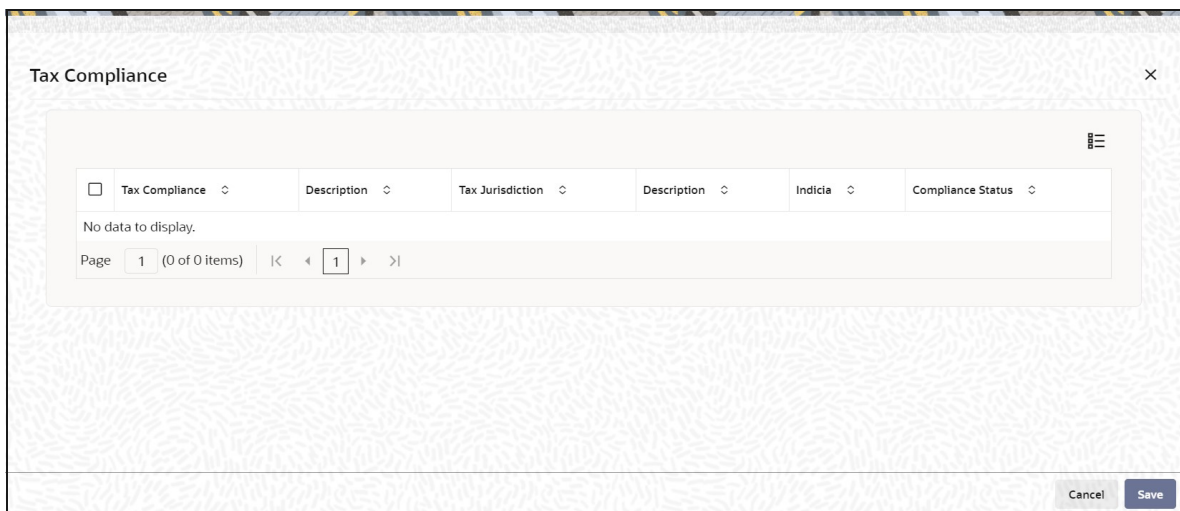 Tax Compliance
Tax Compliance Description Tax Jurisdiction Description Indicia Compliance Status
No data to display.
Page 1 (0 of 0 items) 1
Cancel Save